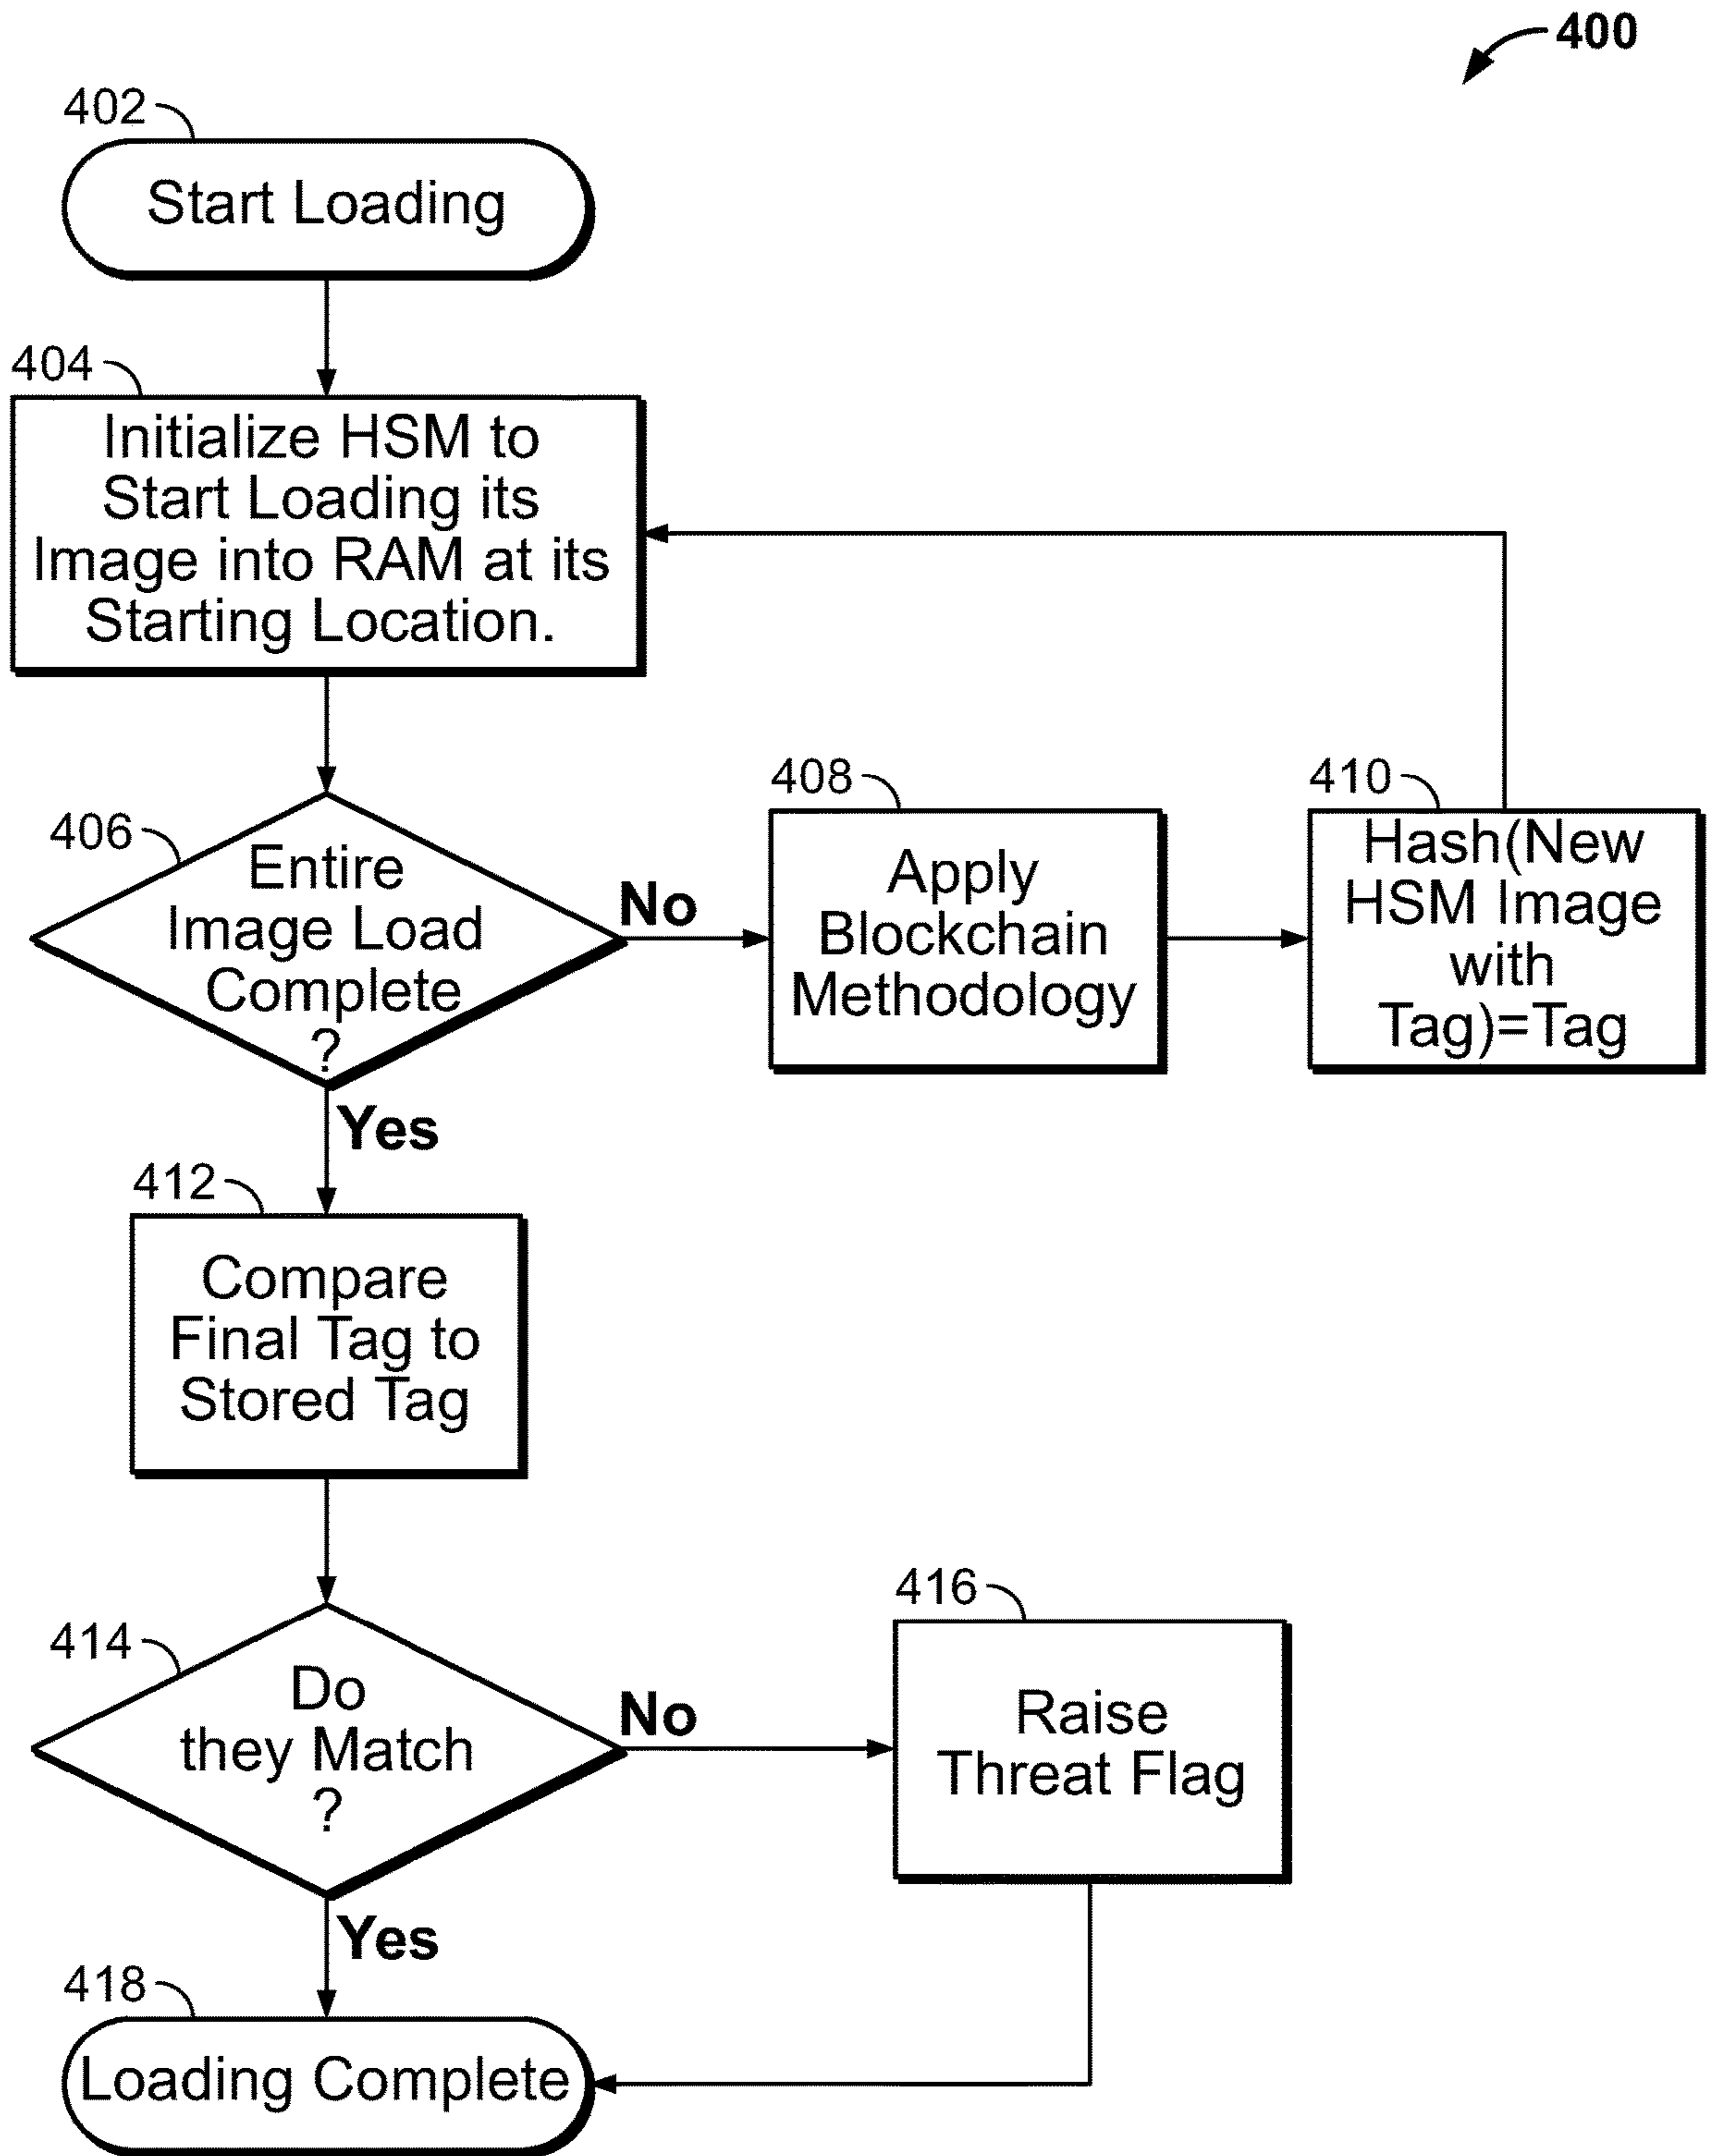 400
402
Start Loading
404
Initialize HSM to
Start Loading its
Image into RAM at its
Starting Location.
406
Entire
Image Load
Complete
?
No
408
Apply
Blockchain
Methodology
410
Hash(New
HSM Image
with
Tag)=Tag
Yes
412
Compare
Final Tag to
Stored Tag
414
Do
they Match
?
No
416
Raise
Threat Flag
Yes
418
Loading Complete